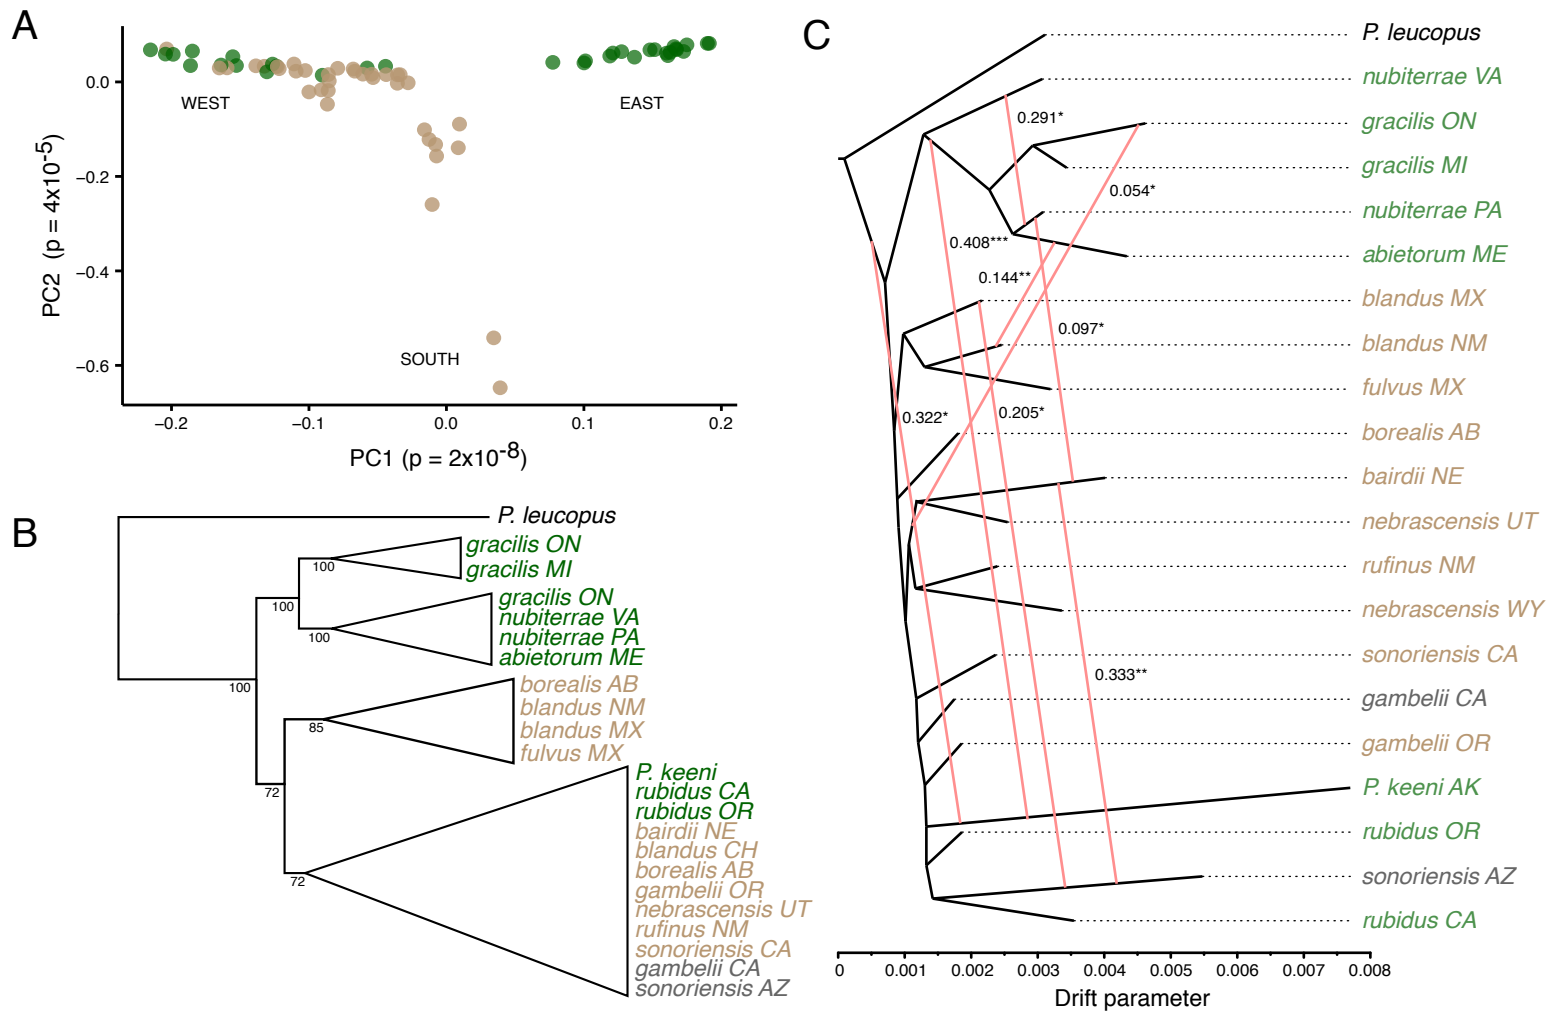 A
0.0
−0.2
−0.4
−0.6
PC2 (p = 4x10-5)
WEST
EAST
SOUTH
−0.2
−0.1
0.0
0.1
0.2
PC1 (p = 2x10-8)
B
P. leucopus
gracilis ON
gracilis MI
gracilis ON
nubiterrae VA
nubiterrae PA
abietorum ME
borealis AB
blandus NM
blandus MX
fulvus MX
P. keeni
rubidus CA
rubidus OR
bairdii NE
blandus CH
borealis AB
gambelii OR
nebrascensis UT
rufinus NM
sonoriensis CA
gambelii CA
sonoriensis AZ
100
100
100
100
85
72
72
C
P. leucopus
nubiterrae VA
gracilis ON
gracilis MI
nubiterrae PA
abietorum ME
blandus MX
blandus NM
fulvus MX
borealis AB
bairdii NE
nebrascensis UT
rufinus NM
nebrascensis WY
sonoriensis CA
gambelii CA
gambelii OR
P. keeni AK
rubidus OR
sonoriensis AZ
rubidus CA
0.291*
0.054*
0.408***
0.144**
0.097*
0.322*
0.205*
0.333**
0
0.001
0.002
0.003
0.004
0.005
0.006
0.007
0.008
Drift parameter